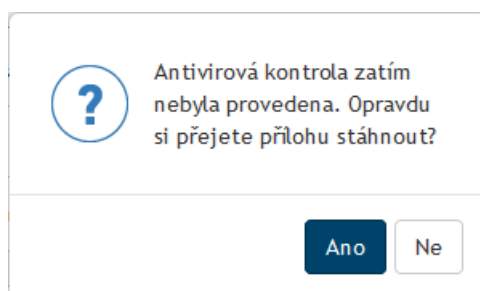 Antivirová kontrola zatím
nebyla provedena. Opravdu
si přejete přílohu stáhnout?
Ano
Ne